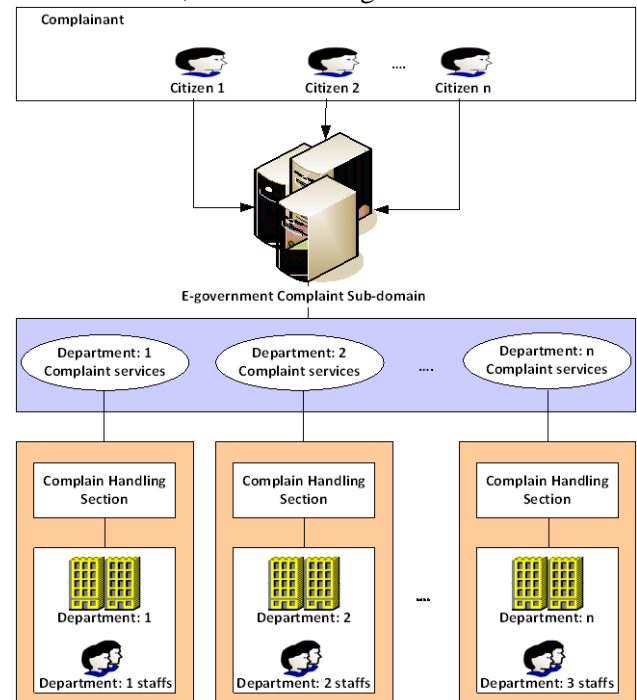 Complainant
Citizen 1
Citizen 2
....
Citizen n
E-government Complaint Sub-domain
Department: 1
Complaint services
Department: 2
Complaint services
....
Department: n
Complaint services
Complain Handling
Section
Complain Handling
Section
Complain Handling
Section
Department: 1
Department: 2
....
Department: n
Department: 1 staffs
Department: 2 staffs
Department: 3 staffs